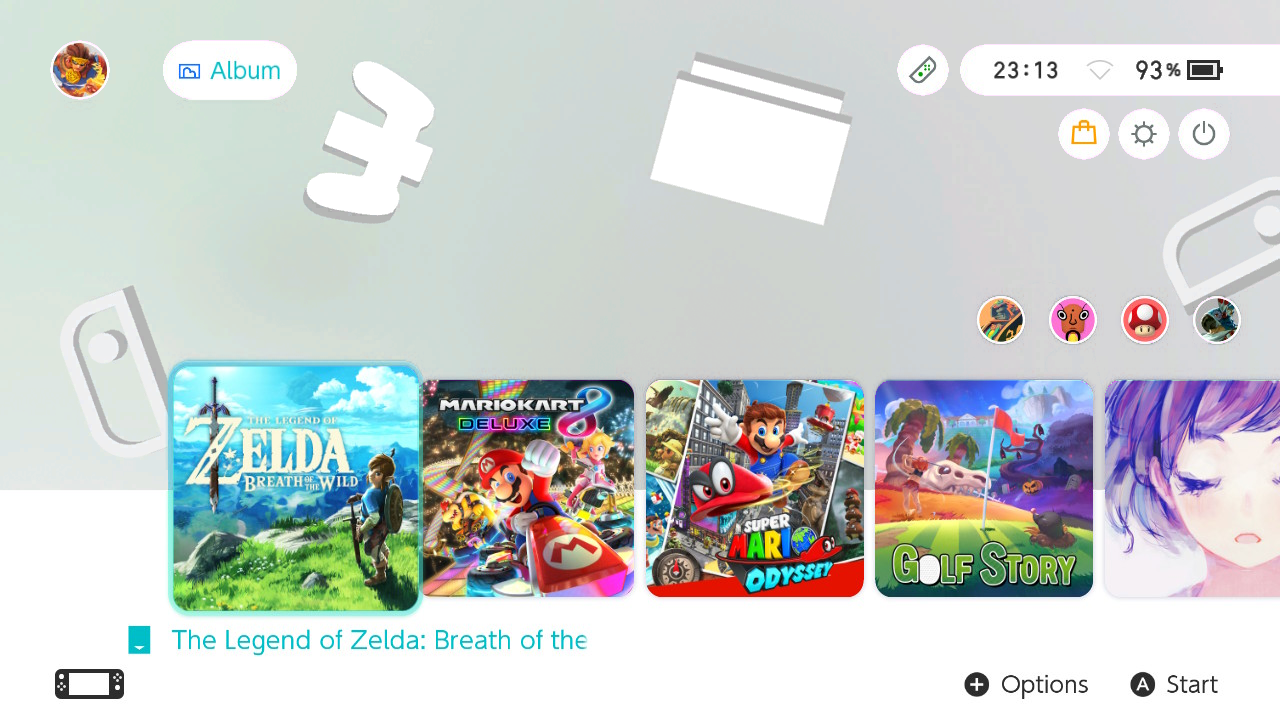 Album
23:13
93%
THE LEGEND OF
ZELDA
BREATH OF THE WILD
MARIOKART 8
DELUXE
SUPER
MARIO
ODYSSEY
GOLF STORY
The Legend of Zelda: Breath of the
Options
A Start